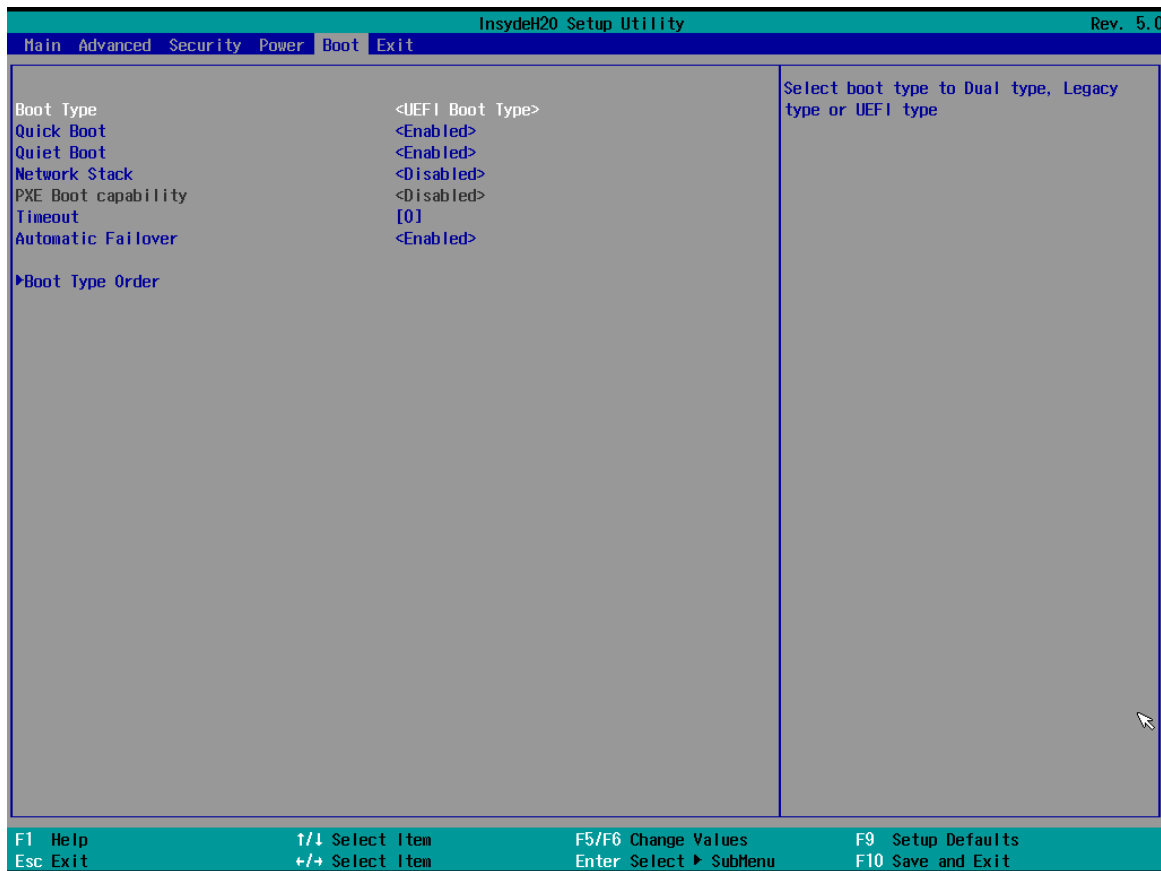 InsydeH20 Setup Utility Rev. 5.0
Main Advanced Security Power Boot Exit
Boot Type <UEFI Boot Type>
Quick Boot <Enabled>
Quiet Boot <Enabled>
Network Stack <Disabled>
PXE Boot capability <Disabled>
Timeout [0]
Automatic Failover <Enabled>
▶Boot Type Order
Select boot type to Dual type, Legacy
type or UEFI type
F1 Help ↑/↓ Select Item F5/F6 Change Values F9 Setup Defaults
Esc Exit ←/→ Select Item Enter Select ▶ SubMenu F10 Save and Exit